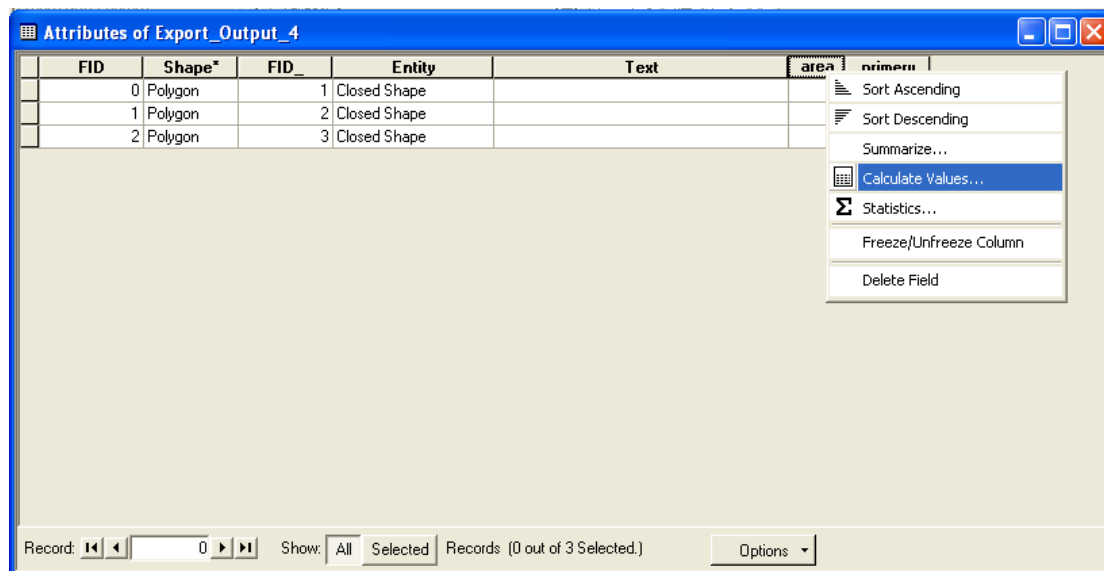 Attributes of Export_Output_4
FID Shape* FID_ Entity Text area primery
0 Polygon 1 Closed Shape
1 Polygon 2 Closed Shape
2 Polygon 3 Closed Shape
Sort Ascending
Sort Descending
Summarize...
Calculate Values...
Σ Statistics...
Freeze/Unfreeze Column
Delete Field
Record: 0 Show: All Selected Records (0 out of 3 Selected.) Options